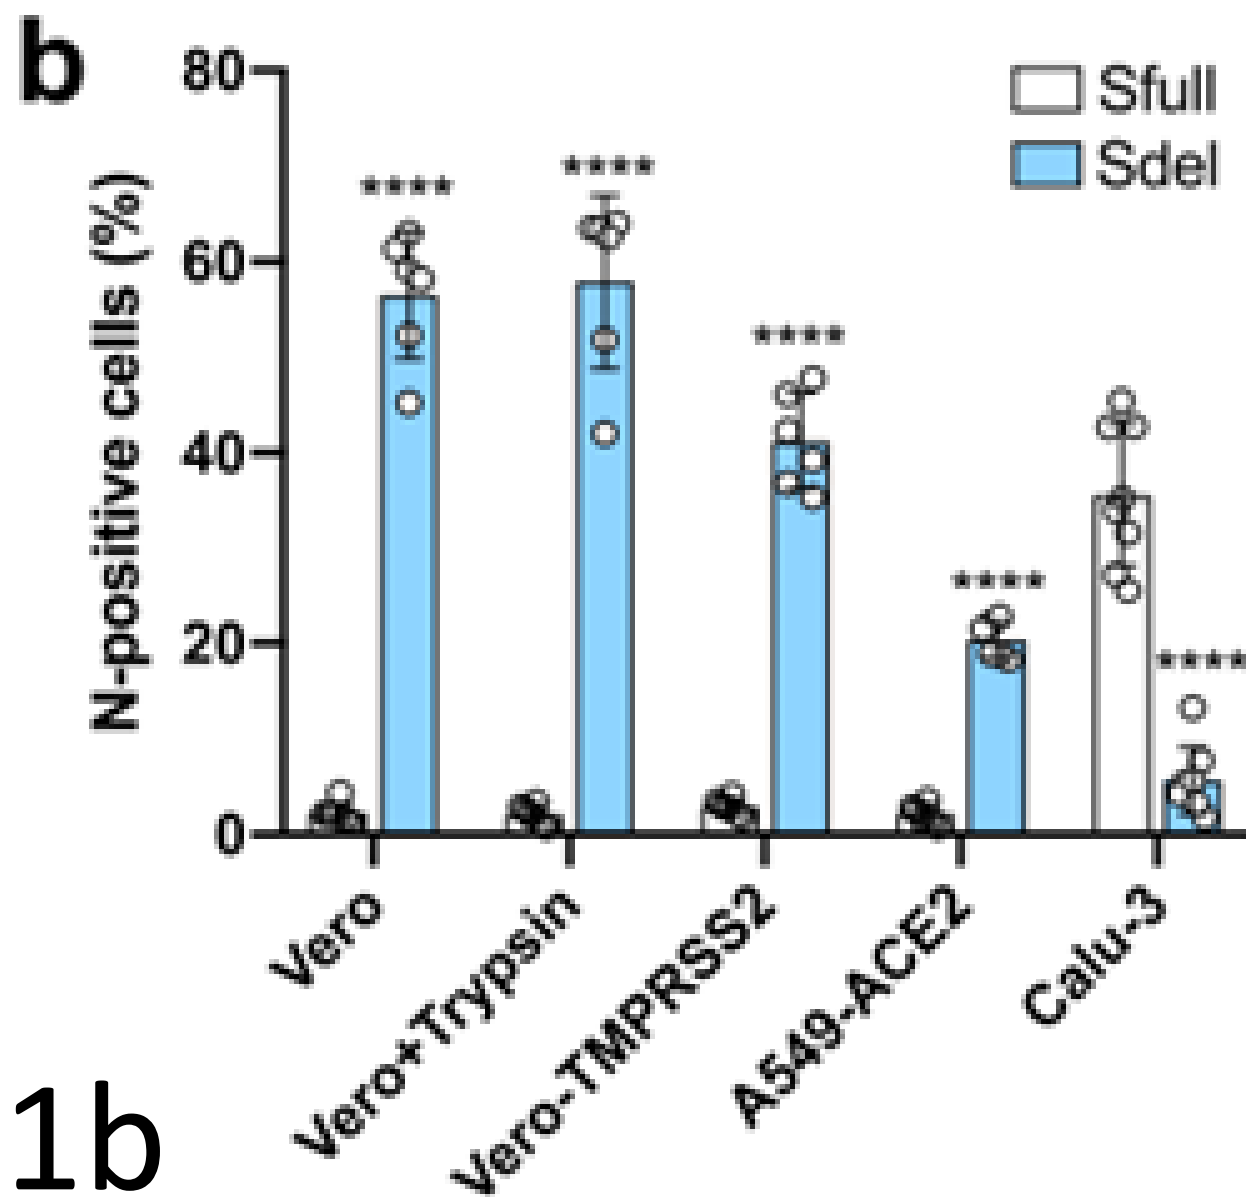 b
Sfull
Sdel
N-positive cells (%)
80
60
40
20
0
****
****
****
****
****
Vero
Vero+Trypsin
Vero-TMPRSS2
A549-ACE2
Calu-3
1b